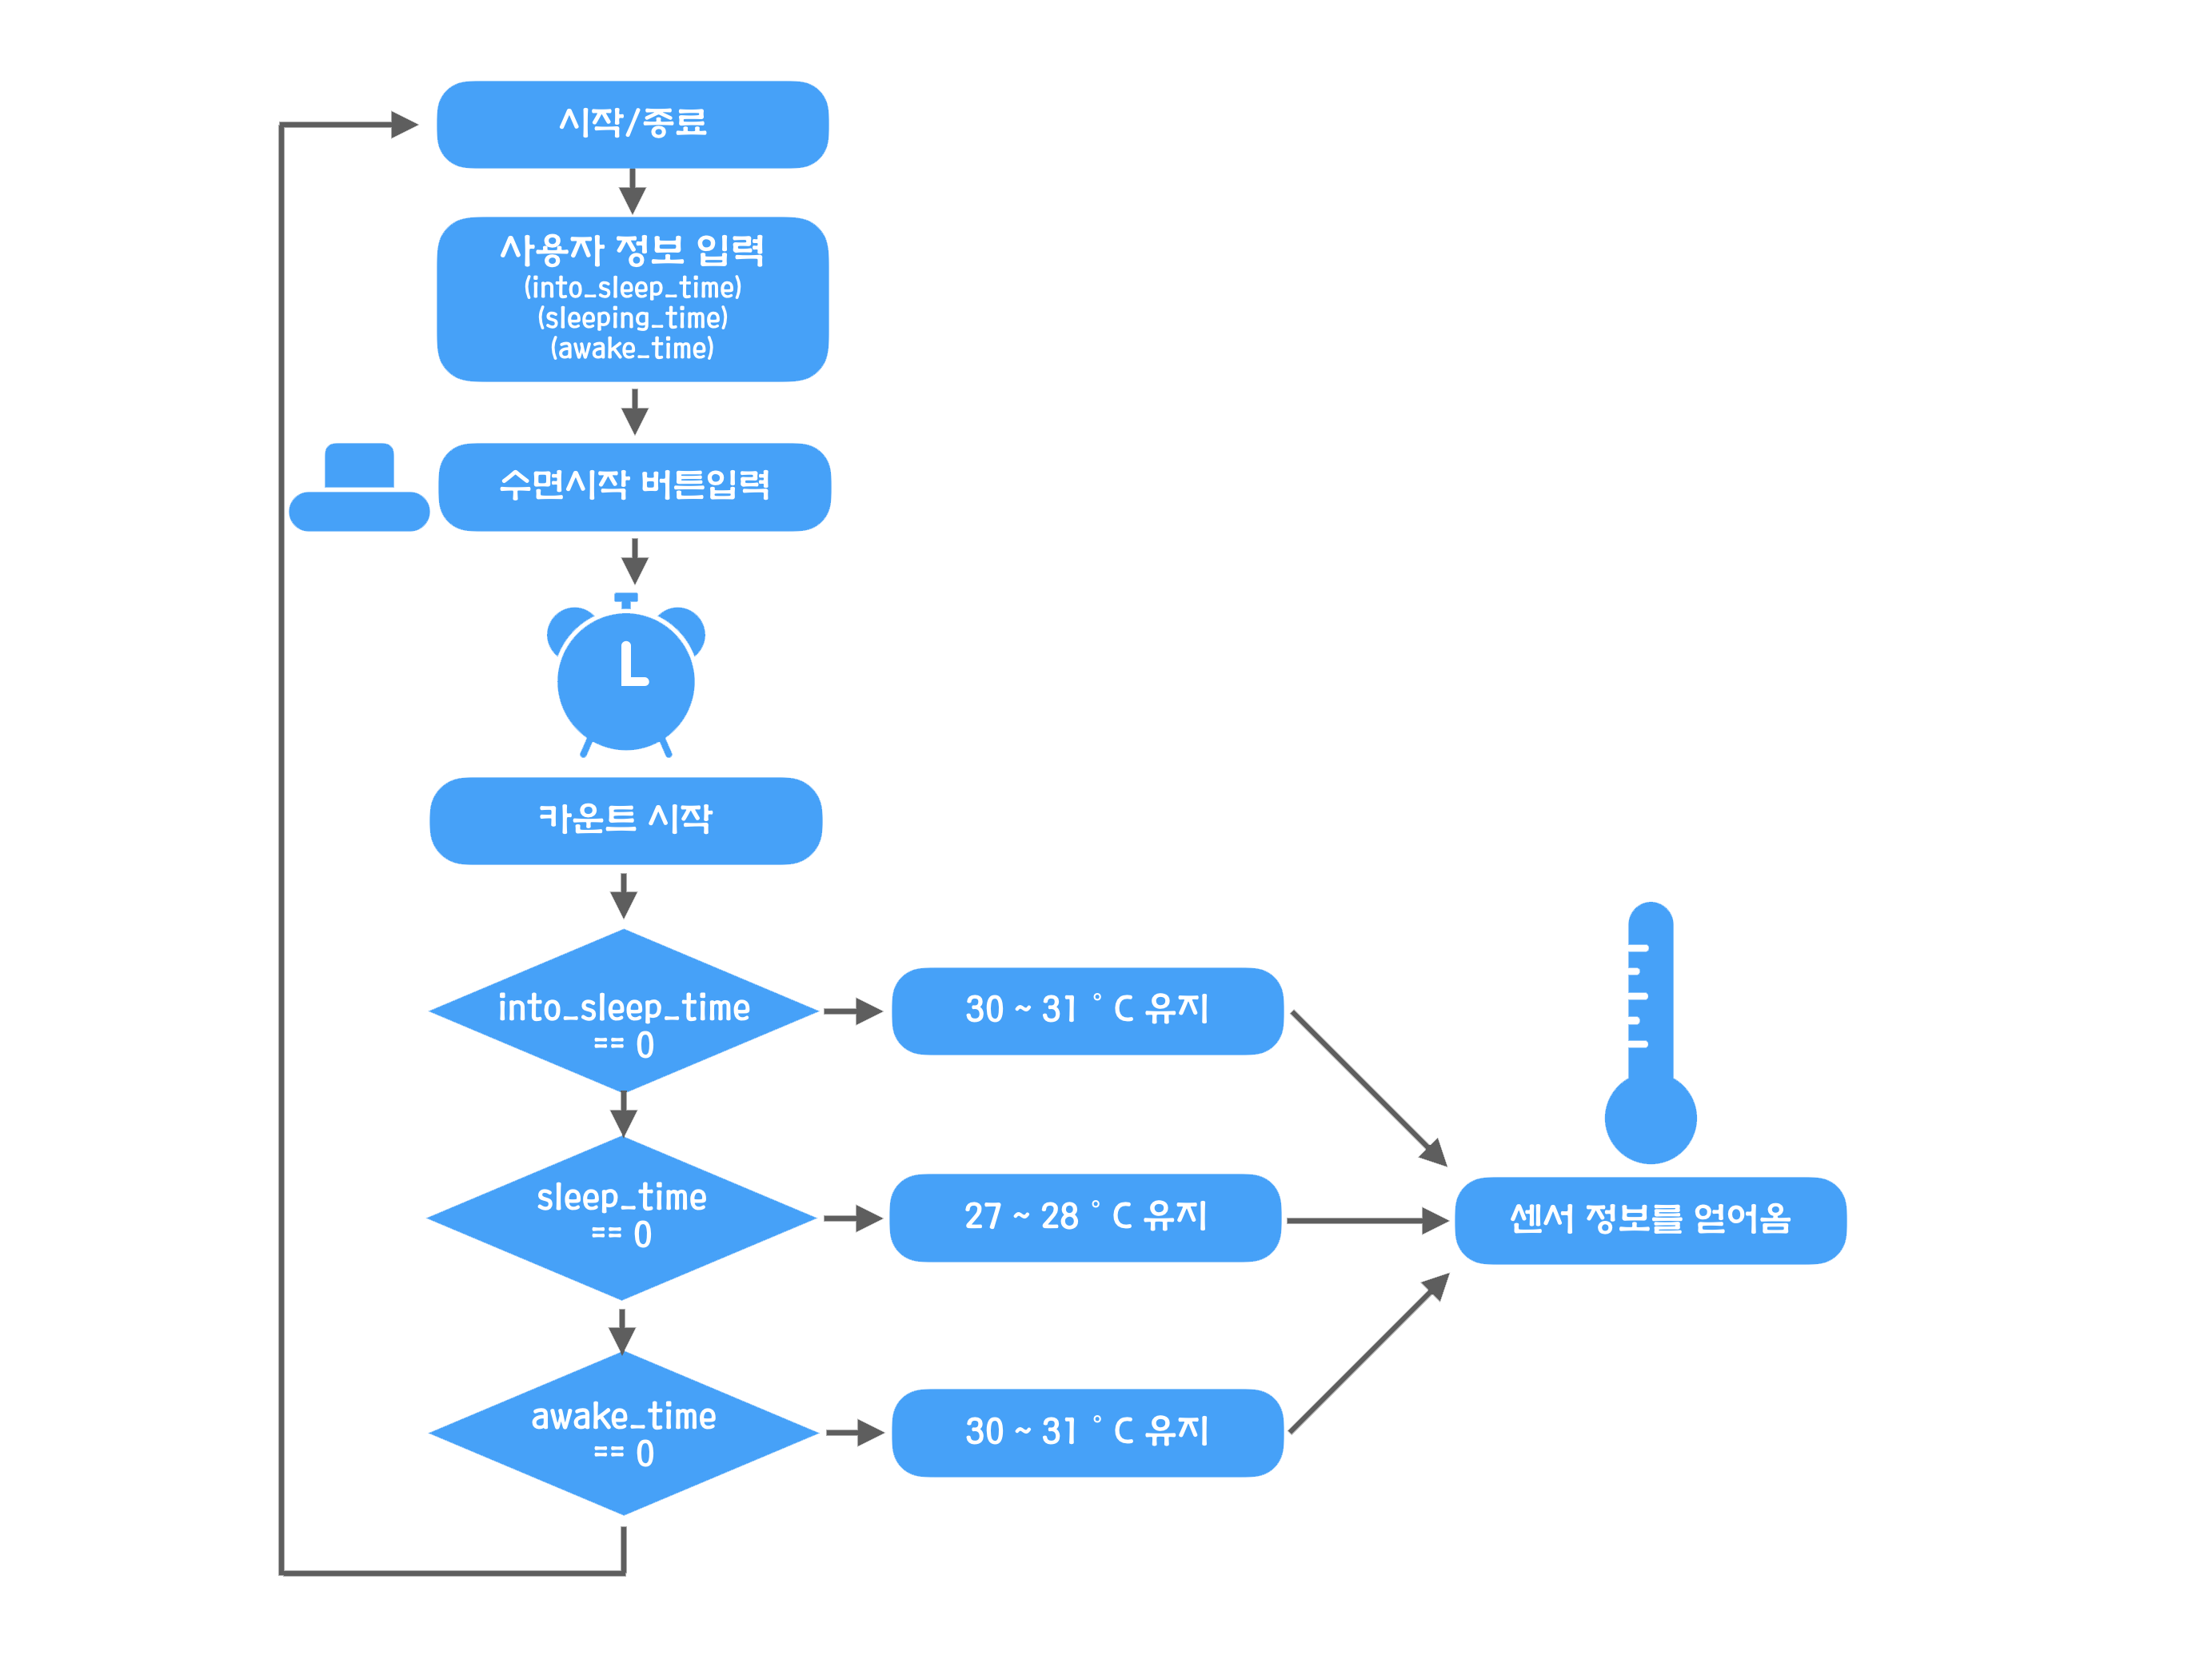 시작/종료
사용자 정보 입력
(into_sleep_time)
(sleeping_time)
(awake_time)
수면시작 버튼입력
카운트 시작
into_sleep_time
== 0
30 ~ 31 ° C 유지
sleep_time
== 0
27 ~ 28 ° C 유지
센서 정보를 받아옴
awake_time
== 0
30 ~ 31 ° C 유지